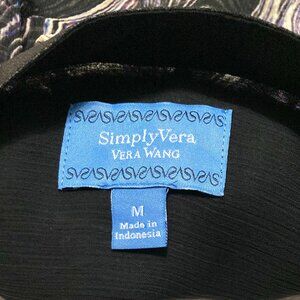 SimplyVera
VERA WANG
M
Made in
Indonesia